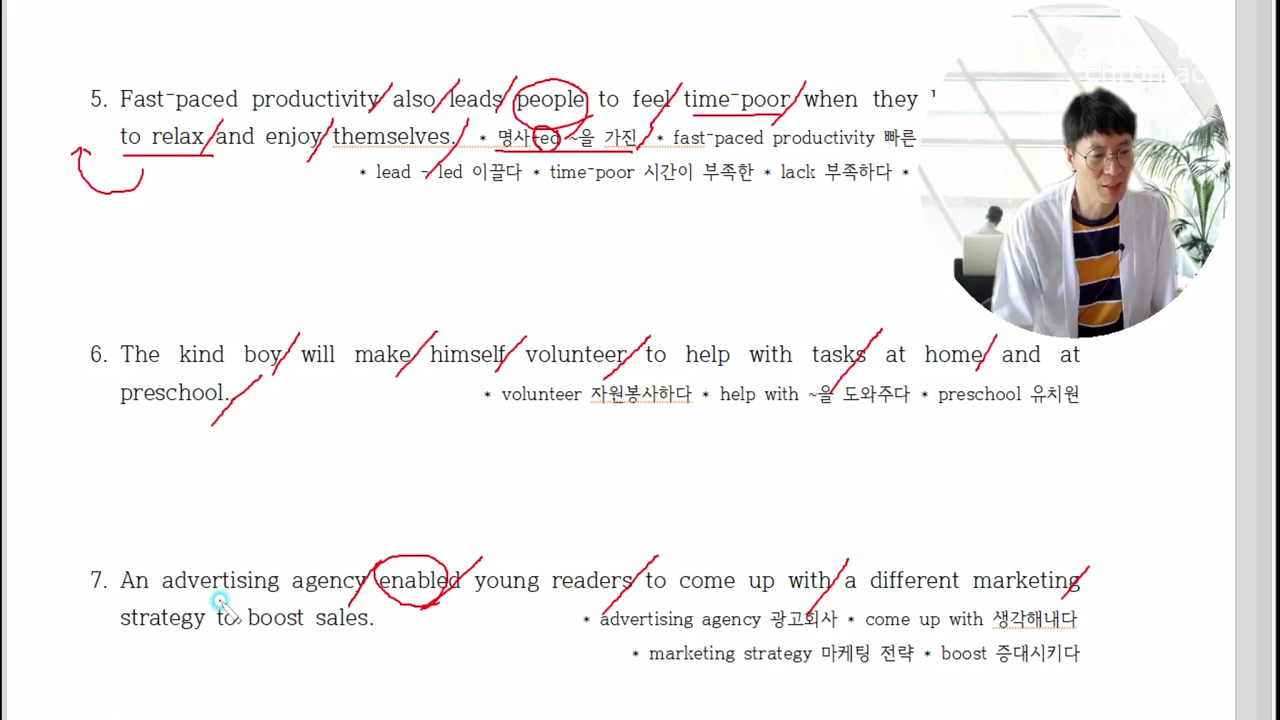 5. Fast-paced productivity also leads people to feel time-poor when they
to relax and enjoy themselves. * 명사+ed ~을 가진 * fast-paced productivity 빠른
* lead - led 이끌다 * time-poor 시간이 부족한 * lack 부족하다 *
6. The kind boy will make himself volunteer to help with tasks at home and at
preschool. * volunteer 자원봉사하다 * help with ~을 도와주다 * preschool 유치원
7. An advertising agency enabled young readers to come up with a different marketing
strategy to boost sales. * advertising agency 광고회사 * come up with 생각해내다
* marketing strategy 마케팅 전략 * boost 증대시키다